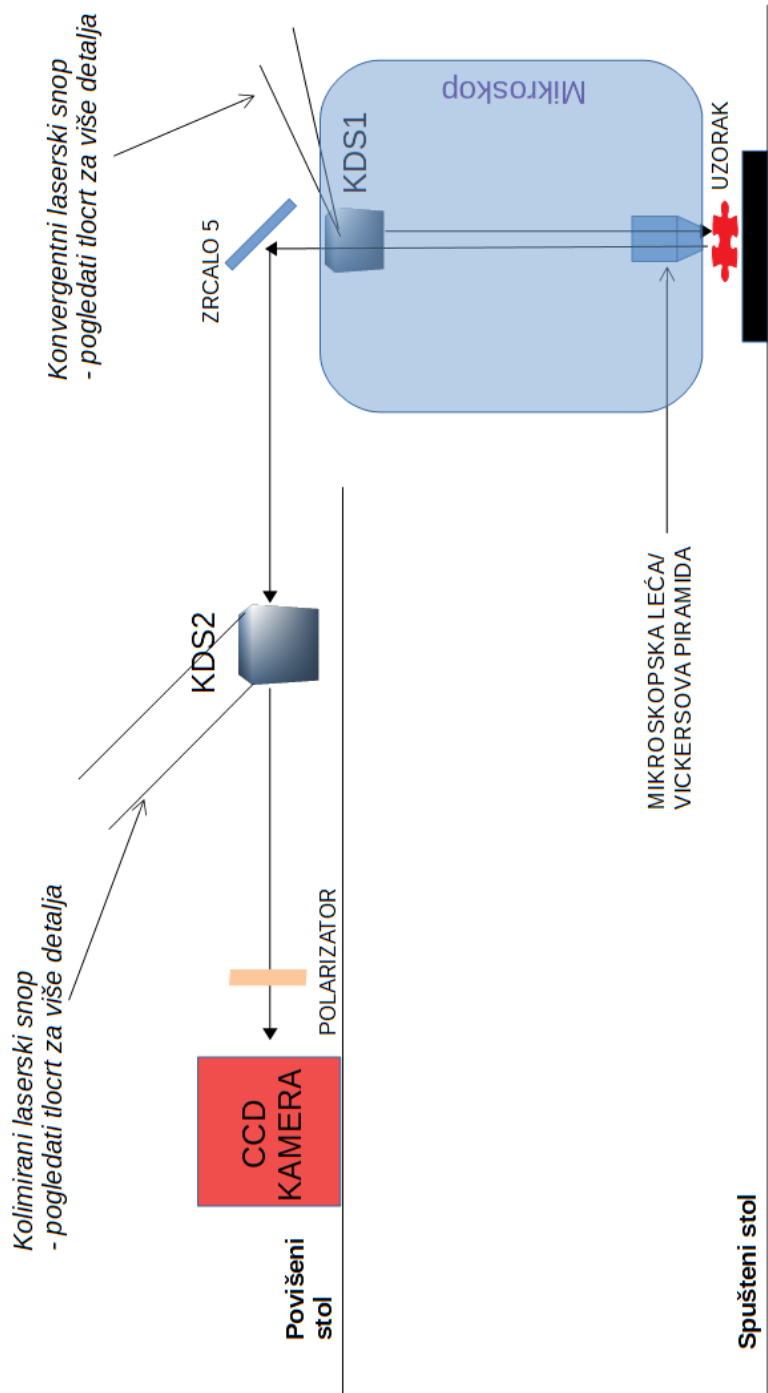 Kolimirani laserski snop
- pogledati tlocrt za više detalja
Konvergentni laserski snop
- pogledati tlocrt za više detalja
KDS2
ZRCALO 5
KDS1
Mikroskop
CCD
KAMERA
POLARIZATOR
Povišeni
stol
MIKROSKOPSKA LEĆA/
VICKERSOVA PIRAMIDA
UZORAK
Spušteni stol